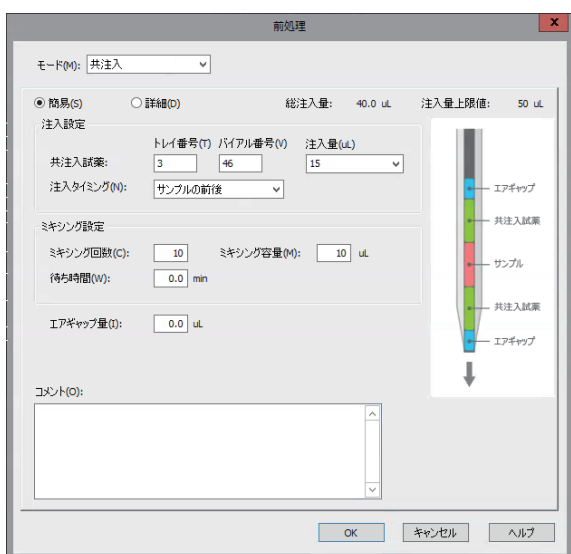 前処理
x
モード(M): 共注入
簡易(S) 詳細(D) 総注入量: 40.0 uL 注入量上限値: 50 uL
注入設定
トレイ番号(T) バイアル番号(V) 注入量(uL)
共注入試薬: 3 46 15
注入タイミング(N): サンプルの前後
ミキシング設定
ミキシング回数(C): 10 ミキシング容量(M): 10 uL
待ち時間(W): 0.0 min
エアギャップ量(I): 0.0 uL
エアギャップ
共注入試薬
サンプル
共注入試薬
エアギャップ
コメント(O):
OK キャンセル ヘルプ